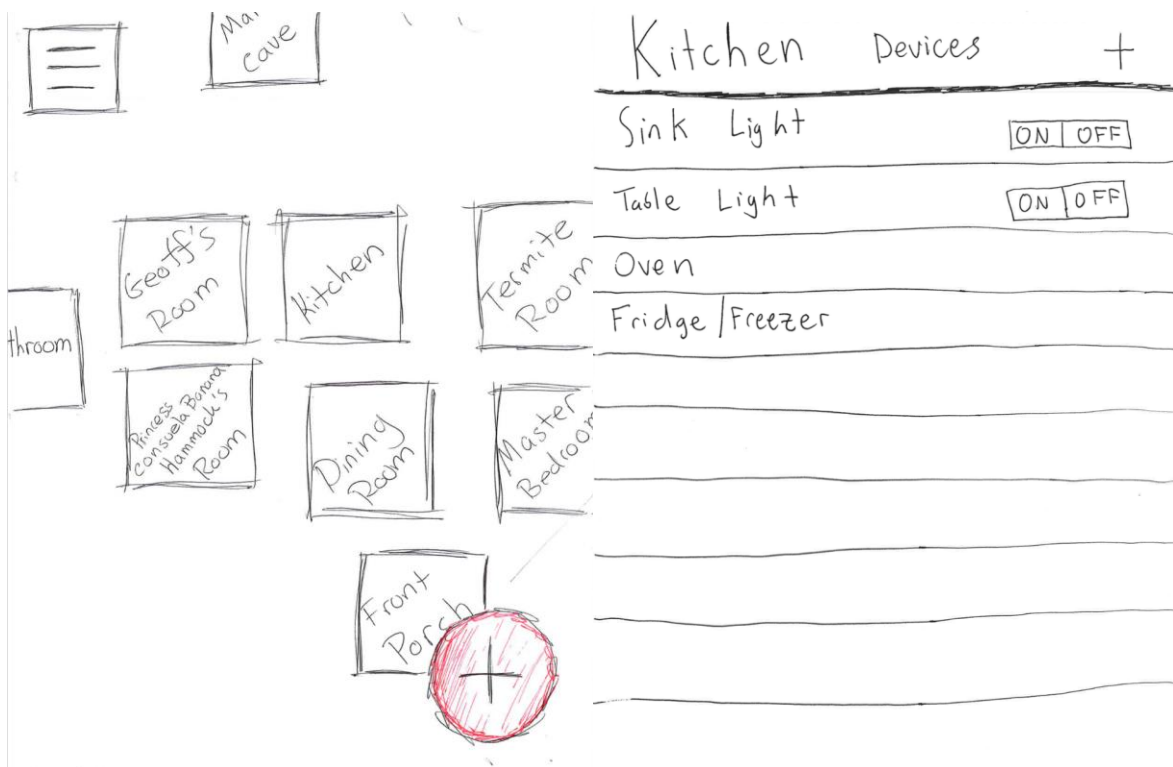 Ma
cave
Geoff's
Room
Kitchen
Termite
Room
throom
Princess
Consuela Banana
Hammock's
Room
Dining
Room
Master
Bedroom
Front
Porch
+
Kitchen Devices +
Sink Light ON OFF
Table Light ON OFF
Oven
Fridge/Freezer